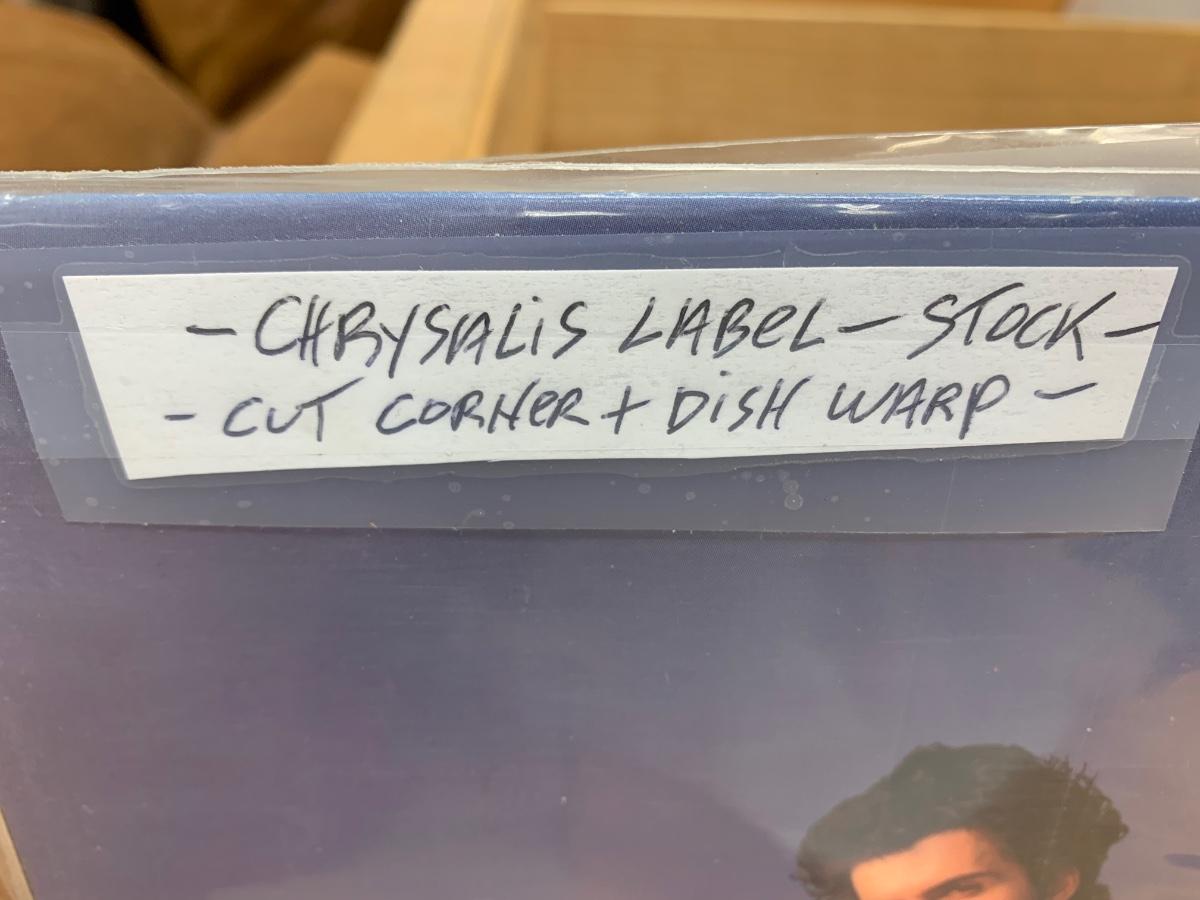 - CHRYSALiS LABeL - STOCK -
- CUT CORNeR + DiSH WARP -